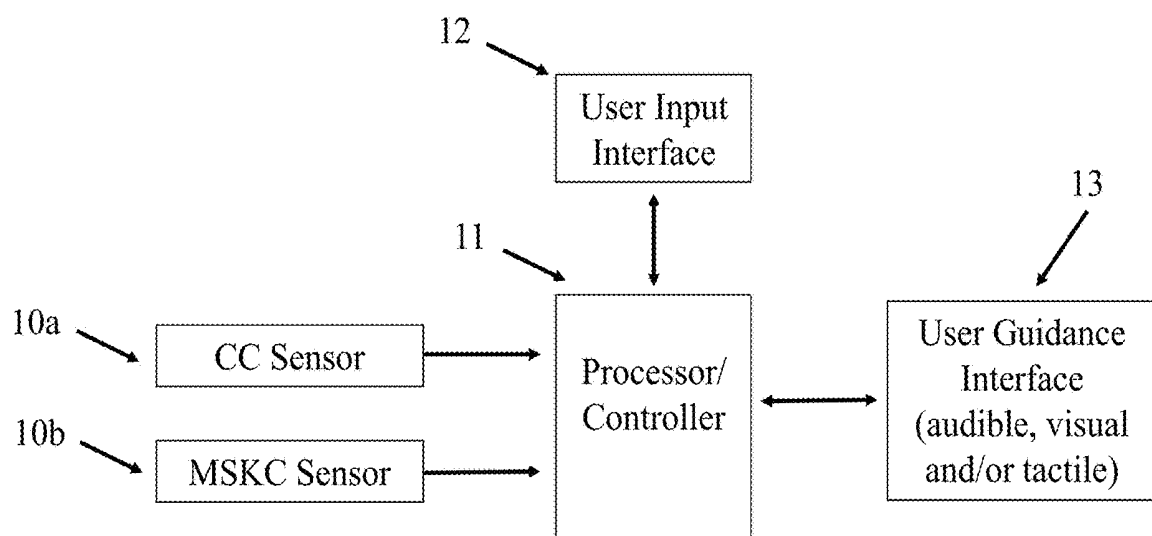 12
User Input
Interface
13
11
10a
CC Sensor
10b
MSKC Sensor
Processor/
Controller
User Guidance
Interface
(audible, visual
and/or tactile)